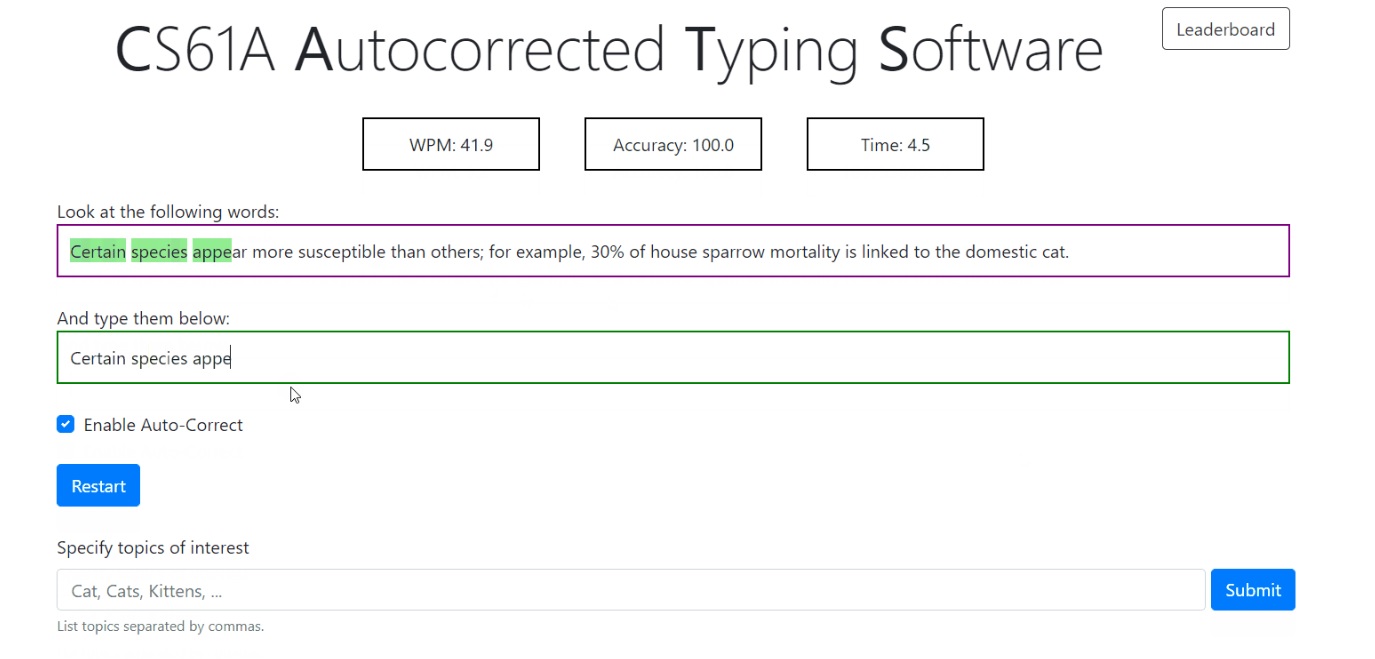 CS61A Autocorrected Typing Software
Leaderboard
WPM: 41.9
Accuracy: 100.0
Time: 4.5
Look at the following words:
Certain species appear more susceptible than others; for example, 30% of house sparrow mortality is linked to the domestic cat.
And type them below:
Certain species appe
Enable Auto-Correct
Restart
Specify topics of interest
Cat, Cats, Kittens, ...
Submit
List topics separated by commas.